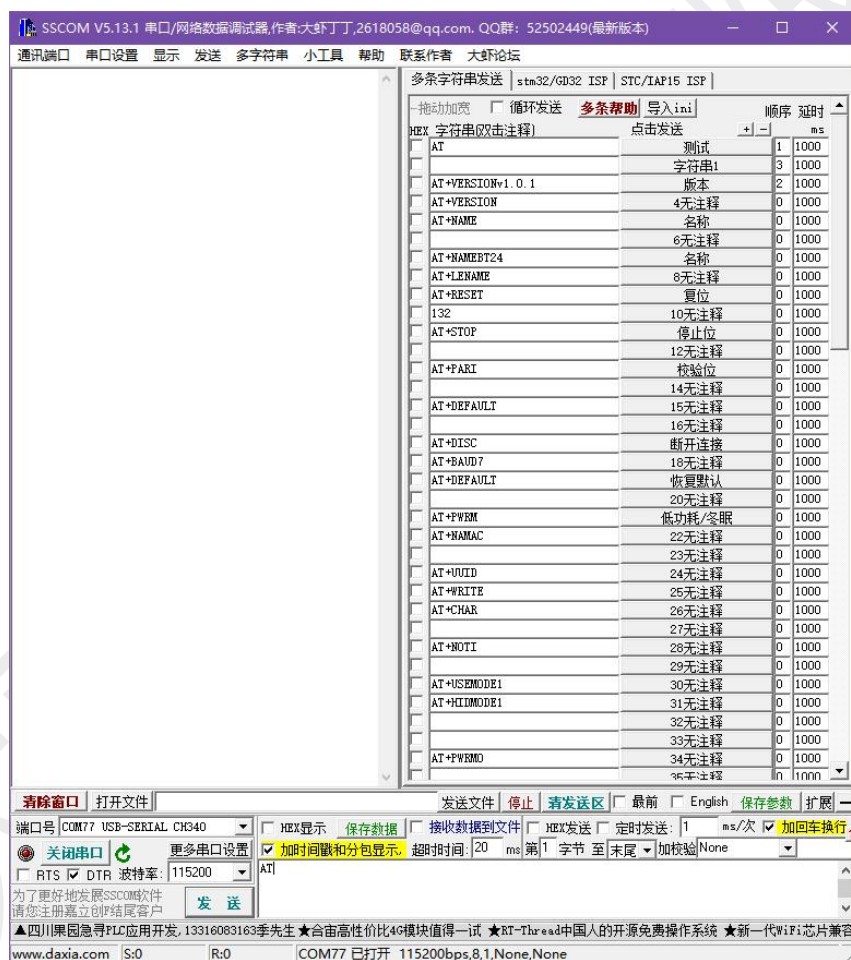 SSCOM V5.13.1 串口/网络数据调试器,作者:大虾丁丁,2618058@qq.com. QQ群: 52502449(最新版本)
通讯端口 串口设置 显示 发送 多字符串 小工具 帮助 联系作者 大虾论坛
多条字符串发送 stm32/GD32 ISP STC/IAP15 ISP
拖动加宽 循环发送 多条帮助 导入ini 顺序 延时
HEX 字符串(双击注释) 点击发送 + - ms
AT 测试 1 1000
字符串1 3 1000
AT+VERSIONv1.0.1 版本 2 1000
AT+VERSION 4无注释 0 1000
AT+NAME 名称 0 1000
6无注释 0 1000
AT+NAMEBT24 名称 0 1000
AT+LENAME 8无注释 0 1000
AT+RESET 复位 0 1000
132 10无注释 0 1000
AT+STOP 停止位 0 1000
12无注释 0 1000
AT+PARI 校验位 0 1000
14无注释 0 1000
AT+DEFAULT 15无注释 0 1000
16无注释 0 1000
AT+DISC 断开连接 0 1000
AT+BAUD7 18无注释 0 1000
AT+DEFAULT 恢复默认 0 1000
20无注释 0 1000
AT+PWRM 低功耗/冬眠 0 1000
AT+NAMAC 22无注释 0 1000
23无注释 0 1000
AT+UUID 24无注释 0 1000
AT+WRITE 25无注释 0 1000
AT+CHAR 26无注释 0 1000
27无注释 0 1000
AT+NOTI 28无注释 0 1000
29无注释 0 1000
AT+USEMODE1 30无注释 0 1000
AT+HIDMODE1 31无注释 0 1000
32无注释 0 1000
33无注释 0 1000
AT+PWRMO 34无注释 0 1000
35无注释 0 1000
清除窗口 打开文件 发送文件 停止 清发送区 最前 English 保存参数 扩展 —
端口号 COM77 USB-SERIAL CH340 HEX显示 保存数据 接收数据到文件 HEX发送 定时发送: 1 ms/次 加回车换行
关闭串口 更多串口设置 加时间戳和分包显示, 超时时间: 20 ms 第1 字节 至 末尾 加校验 None
RTS DTR 波特率: 115200 AT
为了更好地发展SSCOM软件
请您注册嘉立创F结尾客户
发 送
▲四川果园急寻PLC应用开发,13316083163季先生 ★合宙高性价比4G模块值得一试 ★RT-Thread中国人的开源免费操作系统 ★新一代WiFi芯片兼容
www.daxia.com S:0 R:0 COM77 已打开 115200bps,8,1,None,None